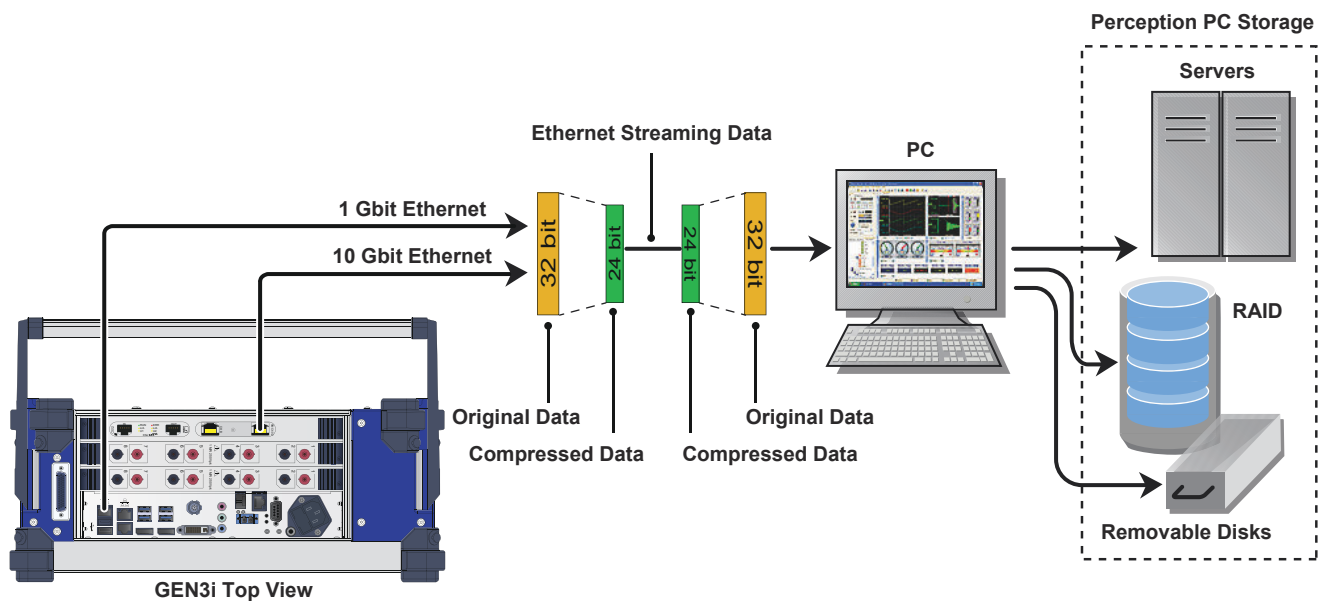 Perception PC Storage
Servers
Ethernet Streaming Data
PC
1 Gbit Ethernet
10 Gbit Ethernet
32 bit
24 bit
24 bit
32 bit
RAID
Original Data
Original Data
Compressed Data
Compressed Data
Removable Disks
GEN3i Top View